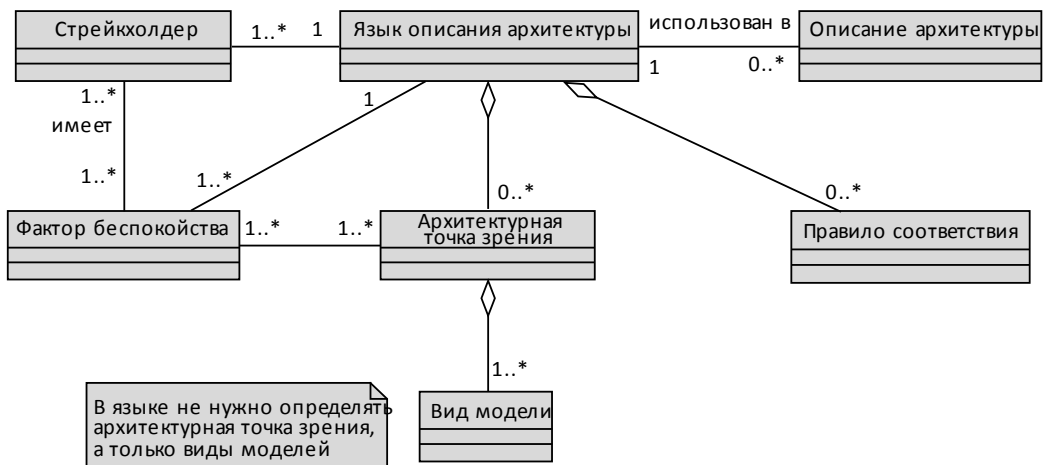 Стрейкхолдер
1..*
1
Язык описания архитектуры
использован в
1
0..*
Описание архитектуры
1..*
имеет
1..*
1
1..*
0..*
0..*
Фактор беспокойства
1..*
1..*
Архитектурная
точка зрения
Правило соответствия
1..*
Вид модели
В языке не нужно определять
архитектурная точка зрения,
а только виды моделей